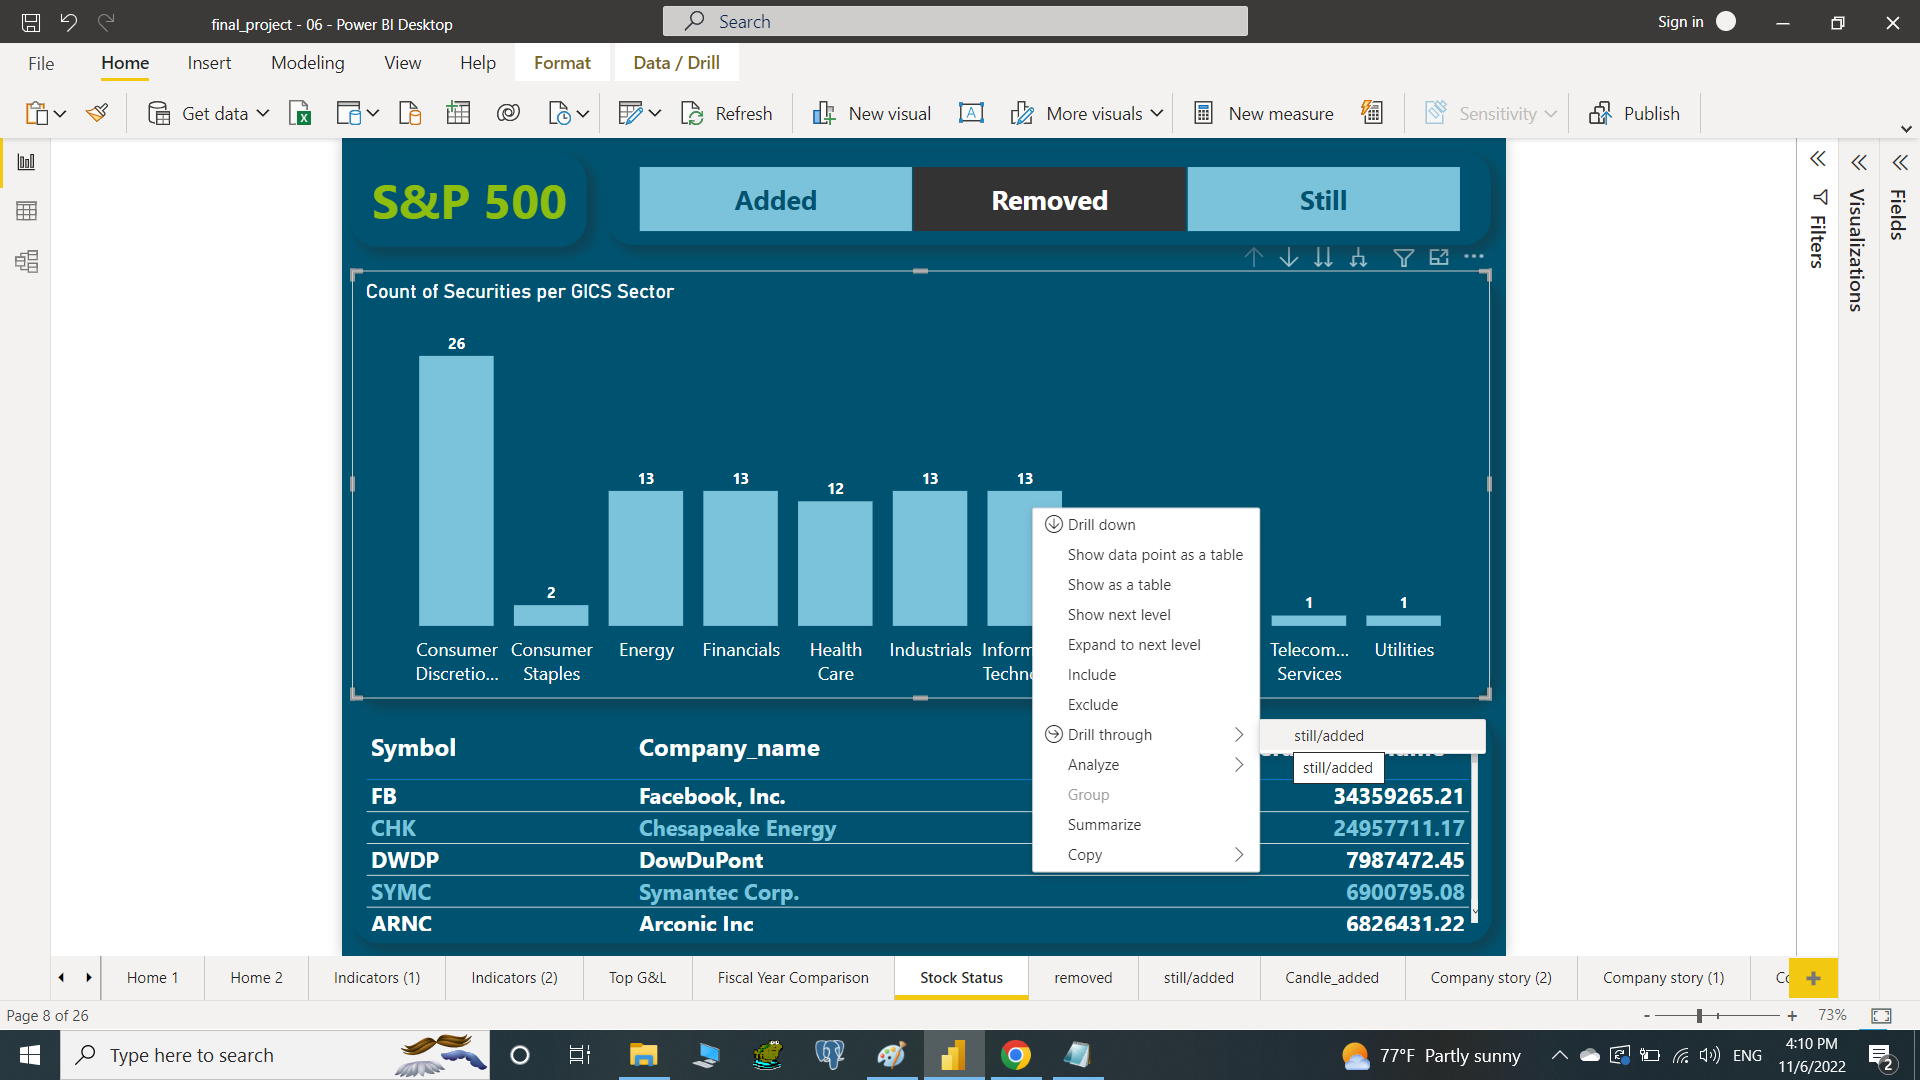 final_project - 06 - Power BI Desktop
Search
Sign in
File
Home
Insert
Modeling
View
Help
Format
Data / Drill
Get data
Refresh
New visual
More visuals
New measure
Sensitivity
Publish
S&P 500
Added
Removed
Still
Filters
Visualizations
Fields
Count of Securities per GICS Sector
26
2
13
13
12
13
13
1
1
Consumer Discretio...
Consumer Staples
Energy
Financials
Health Care
Industrials
Inform
Techno
Telecom... Services
Utilities
Drill down
Show data point as a table
Show as a table
Show next level
Expand to next level
Include
Exclude
Drill through
Analyze
Group
Summarize
Copy
still/added
still/added
Symbol
Company_name
FB Facebook, Inc. 34359265.21
CHK Chesapeake Energy 24957711.17
DWDP DowDuPont 7987472.45
SYMC Symantec Corp. 6900795.08
ARNC Arconic Inc 6826431.22
Home 1
Home 2
Indicators (1)
Indicators (2)
Top G&L
Fiscal Year Comparison
Stock Status
removed
still/added
Candle_added
Company story (2)
Company story (1)
Page 8 of 26
73%
Type here to search
77°F Partly sunny
ENG
4:10 PM
11/6/2022
2